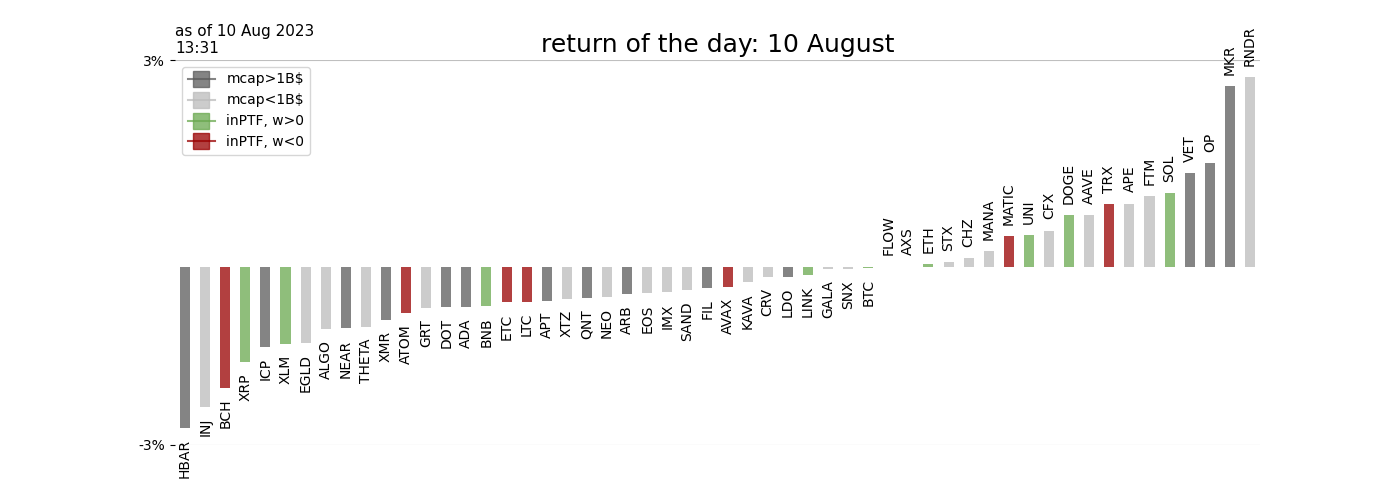 as of 10 Aug 2023
13:31
return of the day: 10 August
3%
-3%
mcap>1B$
mcap<1B$
inPTF, w>0
inPTF, w<0
HBAR
INJ
BCH
XRP
ICP
XLM
EGLD
ALGO
NEAR
THETA
XMR
ATOM
GRT
DOT
ADA
BNB
ETC
LTC
APT
XTZ
QNT
NEO
ARB
EOS
IMX
SAND
FIL
AVAX
KAVA
CRV
LDO
LINK
GALA
SNX
BTC
FLOW
AXS
ETH
STX
CHZ
MANA
MATIC
UNI
CFX
DOGE
AAVE
TRX
APE
FTM
SOL
VET
OP
MKR
RNDR